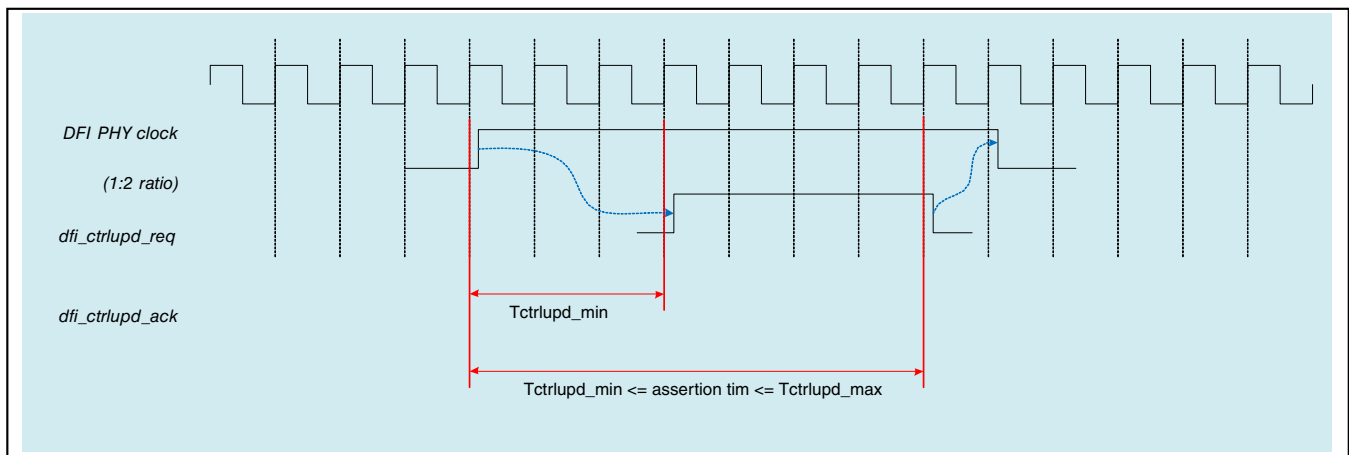 DFI PHY clock
(1:2 ratio)
dfi_ctrlupd_req
dfi_ctrlupd_ack
Tctrlupd_min
Tctrlupd_min <= assertion tim <= Tctrlupd_max